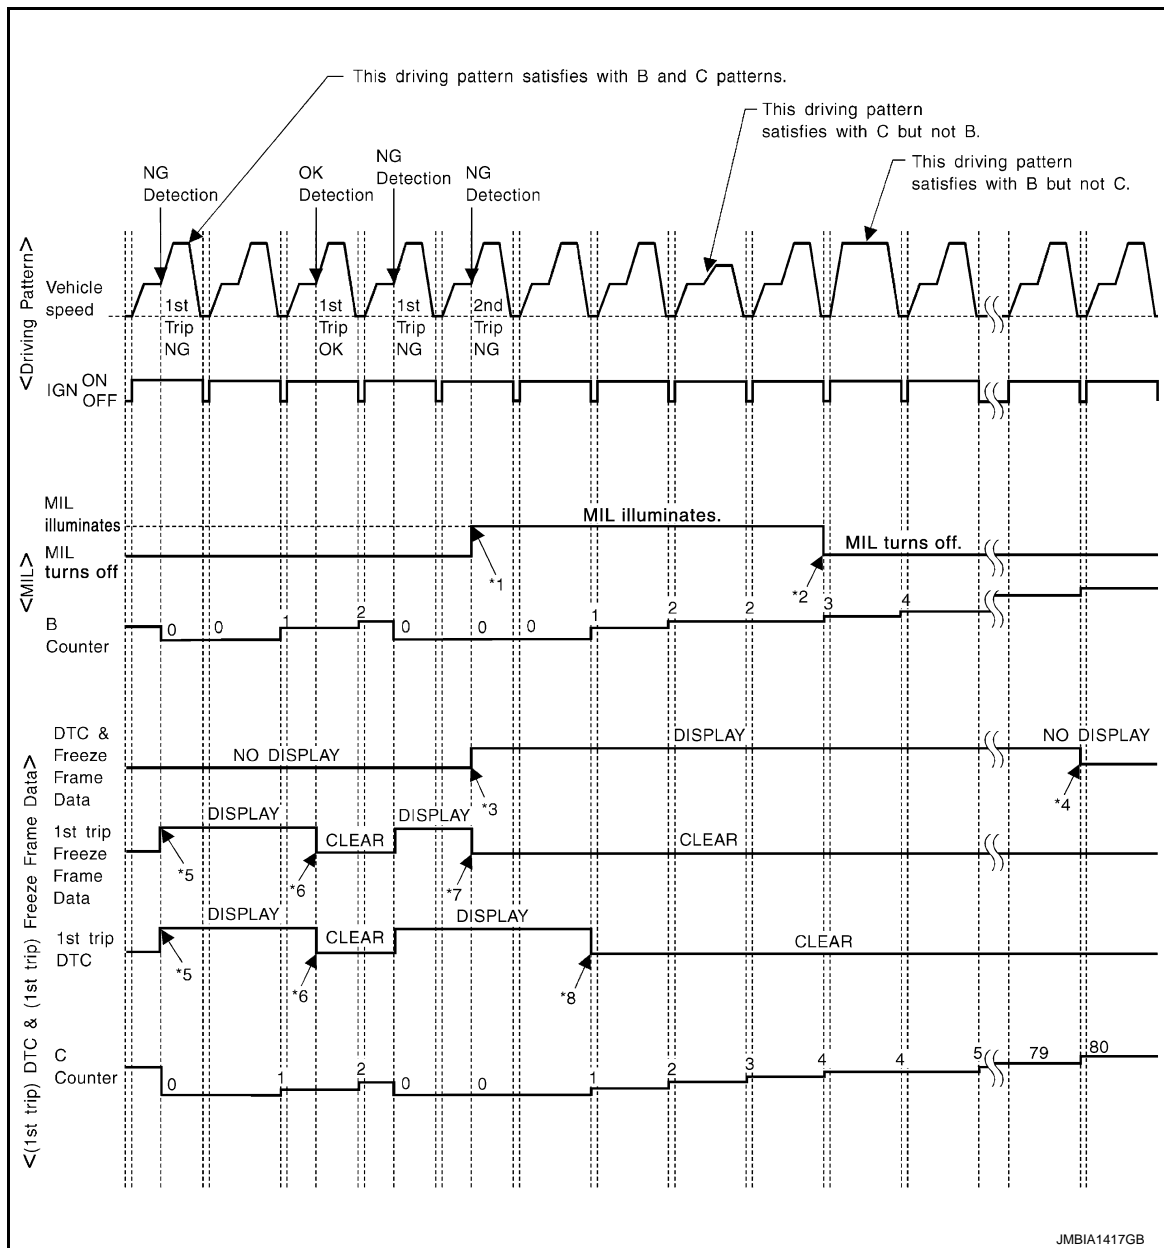 This driving pattern satisfies with B and C patterns.
This driving pattern
satisfies with C but not B.
This driving pattern
satisfies with B but not C.
NG
Detection
OK
Detection
NG
Detection
NG
Detection
<Driving Pattern>
Vehicle
speed
1st
Trip
NG
1st
Trip
OK
1st
Trip
NG
2nd
Trip
NG
IGN ON
OFF
<MIL>
MIL
illuminates
MIL illuminates.
MIL
turns off
MIL turns off.
*1
*2
B
Counter
0 0 1 2 0 0 0 1 2 2 3 4
<(1st trip) DTC & (1st trip) Freeze Frame Data>
DTC &
Freeze
Frame
Data
NO DISPLAY
DISPLAY
NO DISPLAY
*3
*4
1st trip
Freeze
Frame
Data
DISPLAY
CLEAR
DISPLAY
CLEAR
*5
*6
*7
1st trip
DTC
DISPLAY
CLEAR
DISPLAY
CLEAR
*5
*6
*8
C
Counter
0 1 2 0 0 1 2 3 4 4 5 79 80
JMBIA1417GB